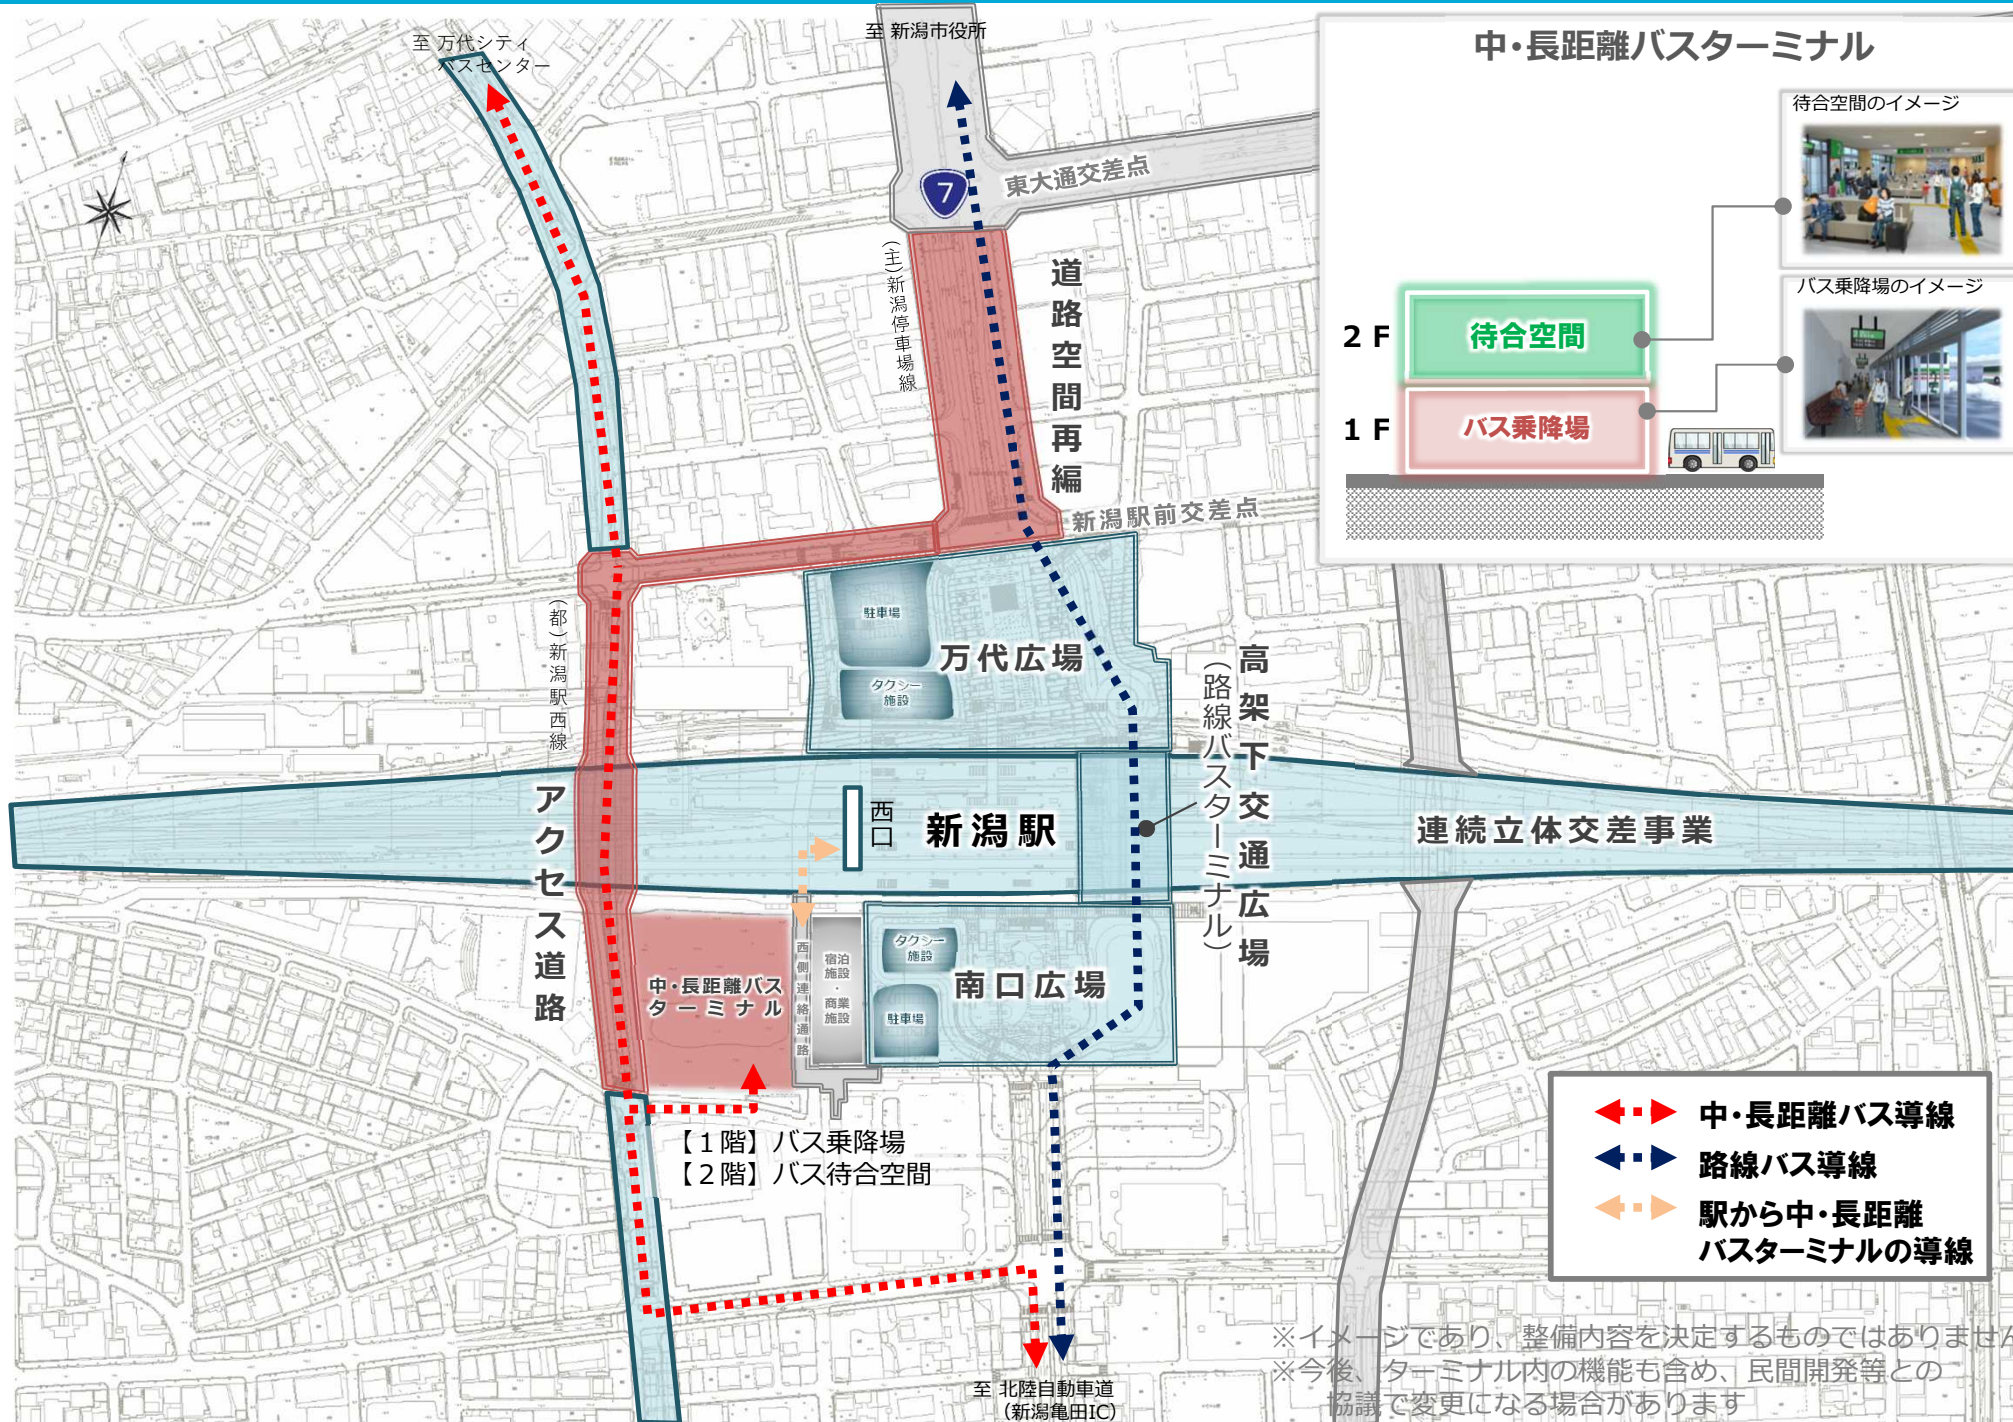 至 万代シティ
バスセンター
至 新潟市役所
7
東大通交差点
(主)新潟停車場線
道路空間再編
新潟駅前交差点
中・長距離バスターミナル
待合空間のイメージ
バス乗降場のイメージ
2 F
待合空間
1 F
バス乗降場
駐車場
タクシー
施設
万代広場
(都)新潟駅西線
アクセス道路
高架下交通広場
(路線バスターミナル)
西口
新潟駅
連続立体交差事業
中・長距離バス
ターミナル
西側連絡通路
宿泊
施設
・
商業
施設
タクシー
施設
駐車場
南口広場
【1階】バス乗降場
【2階】バス待合空間
中・長距離バス導線
路線バス導線
駅から中・長距離
バスターミナルの導線
至 北陸自動車道
(新潟亀田IC)
※イメージであり、整備内容を決定するものではありません
※今後、ターミナル内の機能も含め、民間開発等との
協議で変更になる場合があります